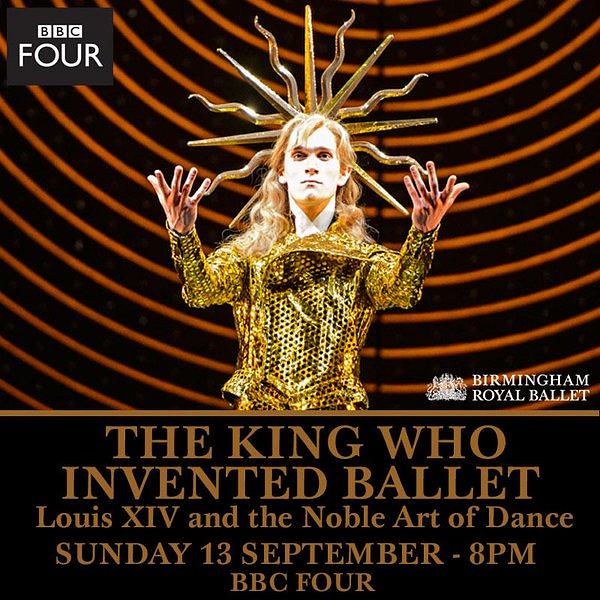 BBC
FOUR
BIRMINGHAM
ROYAL BALLET
THE KING WHO
INVENTED BALLET
Louis XIV and the Noble Art of Dance
SUNDAY 13 SEPTEMBER - 8PM
BBC FOUR